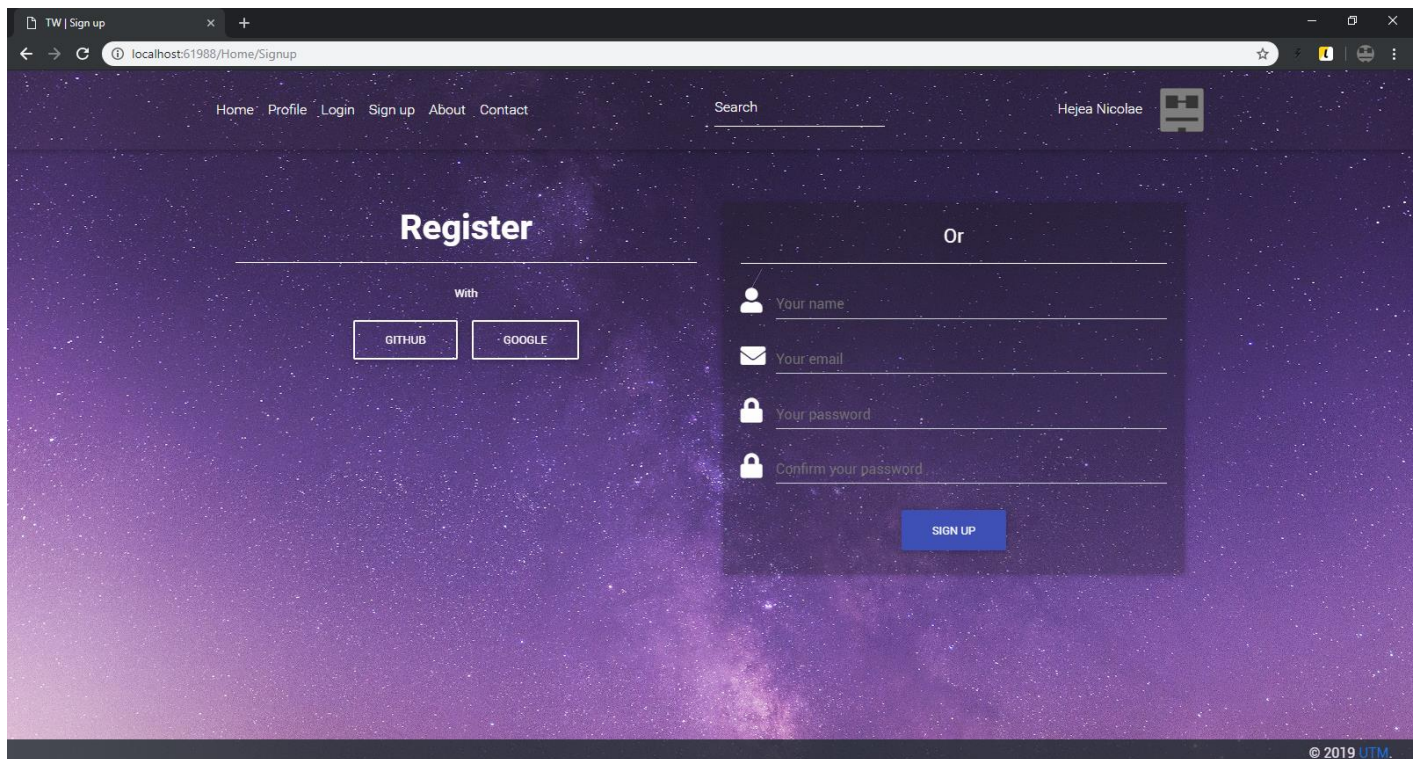 TW | Sign up
localhost:61988/Home/Signup
Home Profile Login Sign up About Contact
Search
Hejea Nicolae
Register
With
GITHUB
GOOGLE
Or
Your name
Your email
Your password
Confirm your password
SIGN UP
© 2019 UTM.